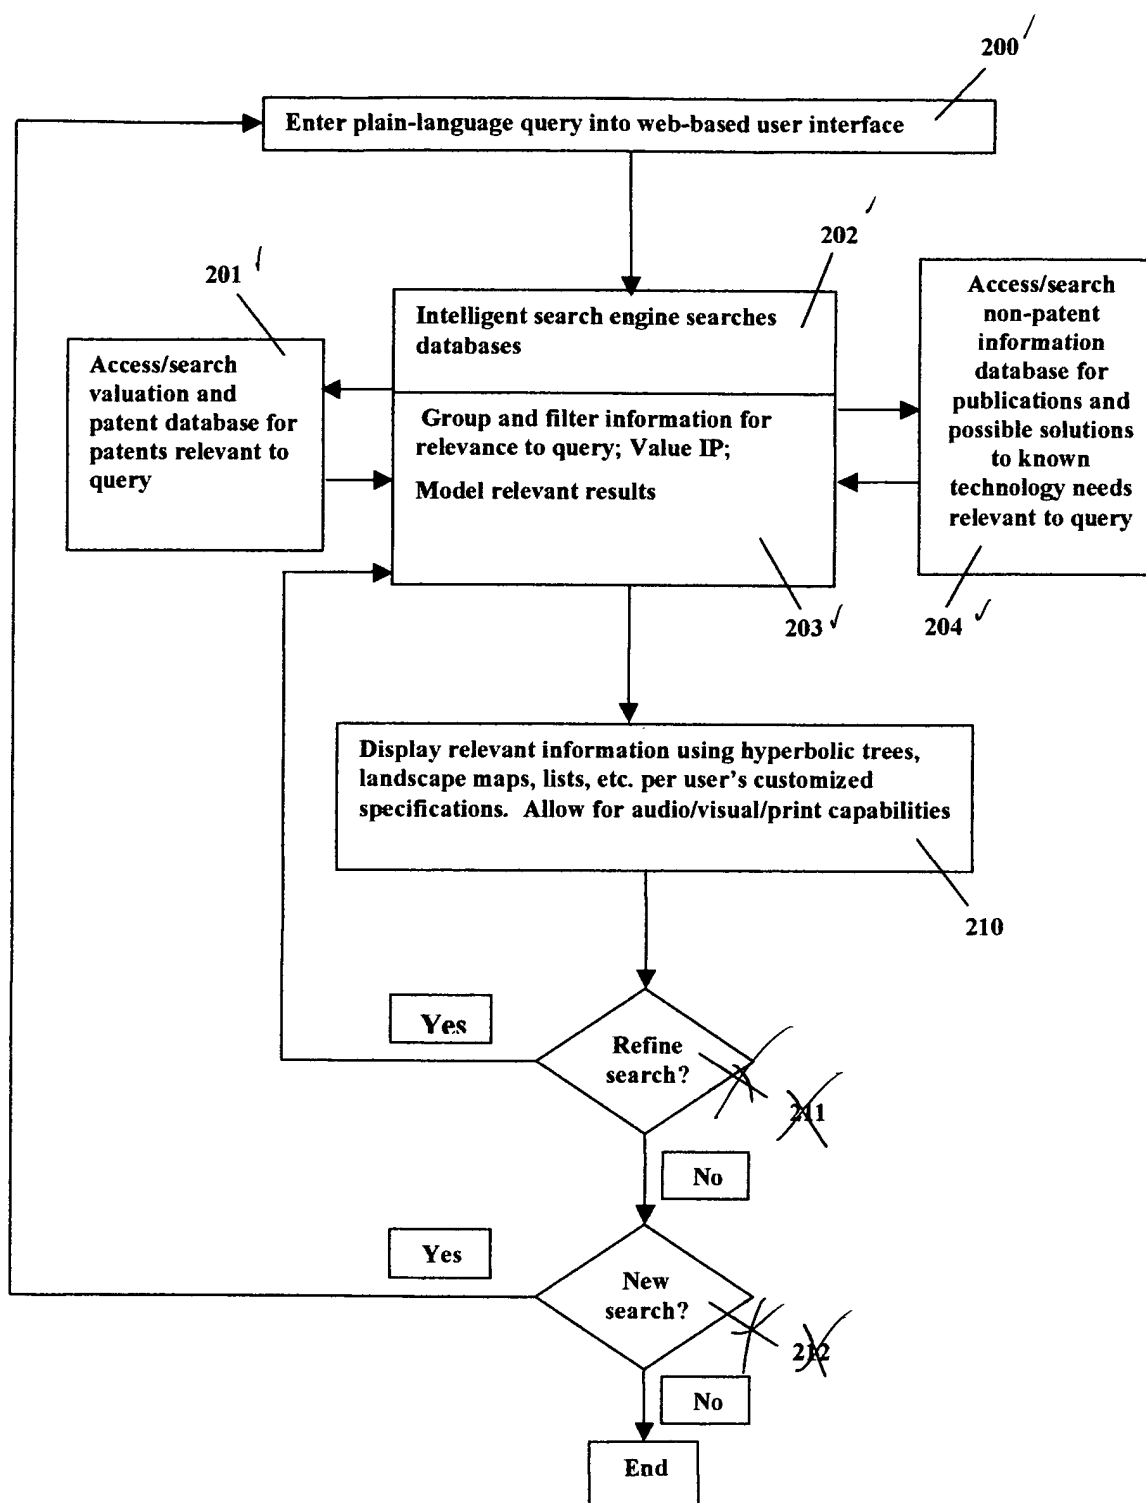 200
Enter plain-language query into web-based user interface
202
201
Intelligent search engine searches
databases
Access/search
valuation and
patent database for
patents relevant to
query
Group and filter information for
relevance to query; Value IP;
Model relevant results
Access/search
non-patent
information
database for
publications and
possible solutions
to known
technology needs
relevant to query
203
204
Display relevant information using hyperbolic trees,
landscape maps, lists, etc. per user's customized
specifications. Allow for audio/visual/print capabilities
210
Yes
Refine
search?
211
No
Yes
New
search?
212
No
End